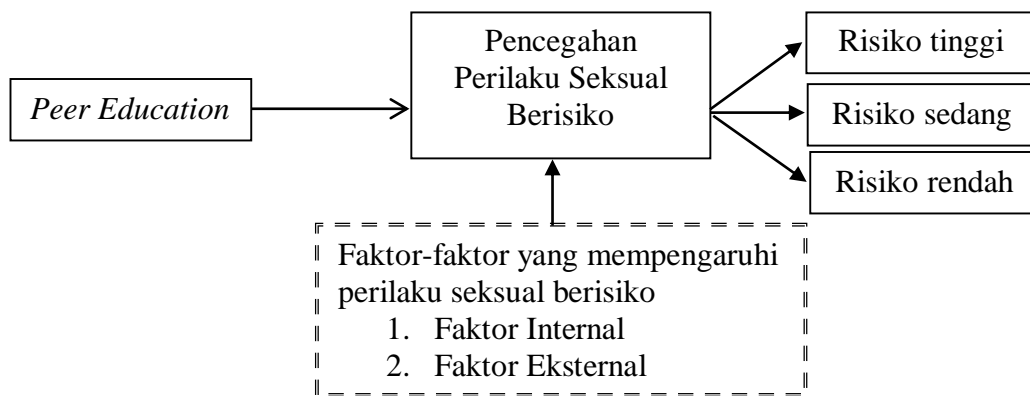 Peer Education
Pencegahan
Perilaku Seksual
Berisiko
Risiko tinggi
Risiko sedang
Risiko rendah
Faktor-faktor yang mempengaruhi
perilaku seksual berisiko
1. Faktor Internal
2. Faktor Eksternal